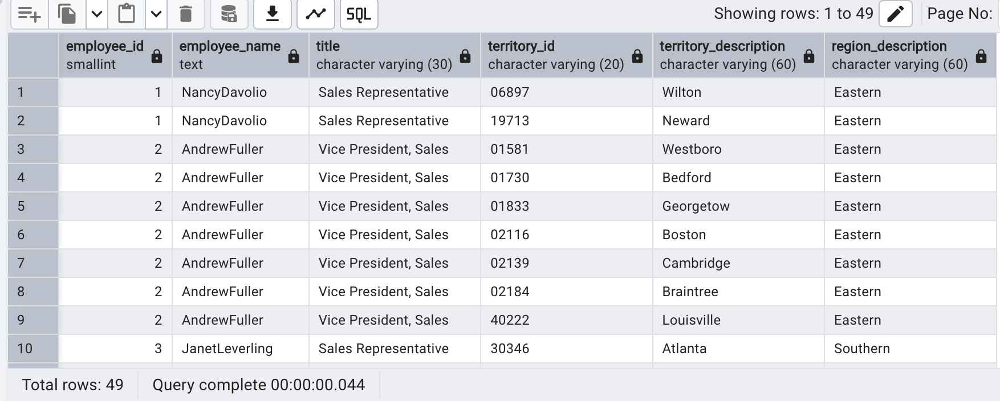 SQL Showing rows: 1 to 49 Page No:
employee_id employee_name title territory_id territory_description region_description
smallint text character varying (30) character varying (20) character varying (60) character varying (60)
1 1 NancyDavolio Sales Representative 06897 Wilton Eastern
2 1 NancyDavolio Sales Representative 19713 Neward Eastern
3 2 AndrewFuller Vice President, Sales 01581 Westboro Eastern
4 2 AndrewFuller Vice President, Sales 01730 Bedford Eastern
5 2 AndrewFuller Vice President, Sales 01833 Georgetow Eastern
6 2 AndrewFuller Vice President, Sales 02116 Boston Eastern
7 2 AndrewFuller Vice President, Sales 02139 Cambridge Eastern
8 2 AndrewFuller Vice President, Sales 02184 Braintree Eastern
9 2 AndrewFuller Vice President, Sales 40222 Louisville Eastern
10 3 JanetLeverling Sales Representative 30346 Atlanta Southern
Total rows: 49 Query complete 00:00:00.044